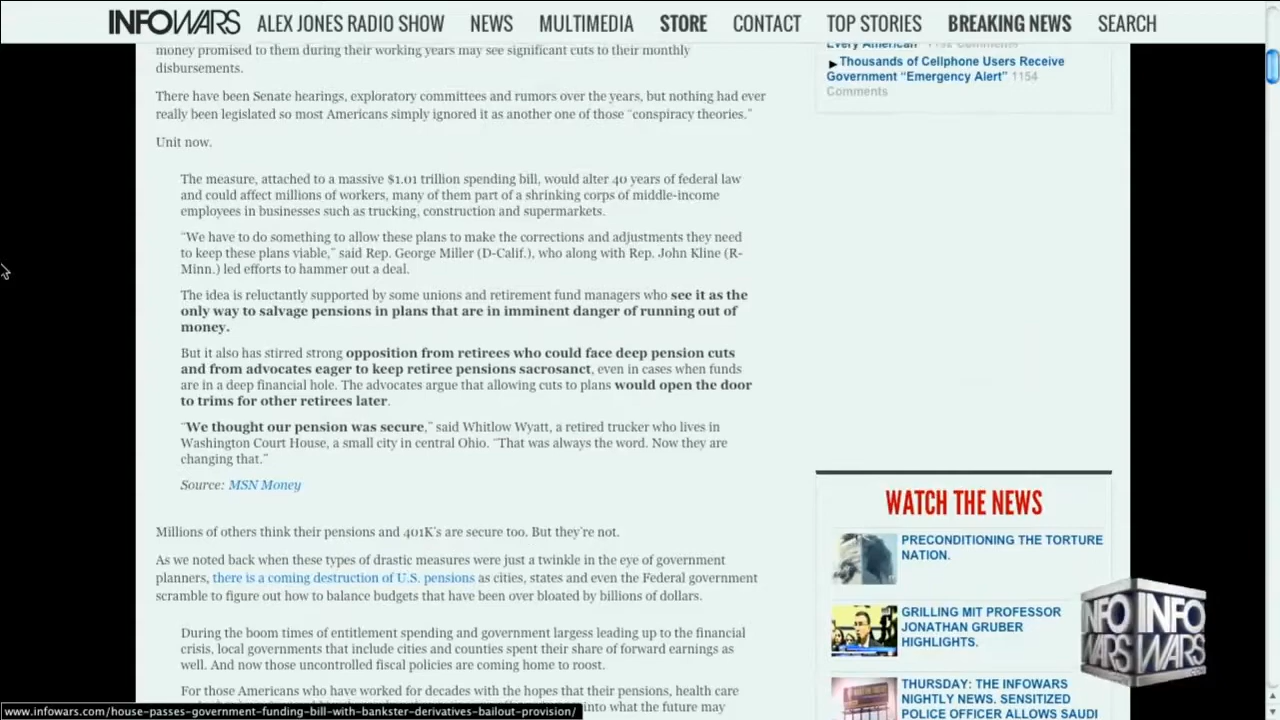 INFOWARS ALEX JONES RADIO SHOW NEWS MULTIMEDIA STORE CONTACT TOP STORIES BREAKING NEWS SEARCH
money promised to them during their working years may see significant cuts to their monthly
disbursements.
There have been Senate hearings, exploratory committees and rumors over the years, but nothing had ever
really been legislated so most Americans simply ignored it as another one of those “conspiracy theories.”
Unit now.
The measure, attached to a massive $1.01 trillion spending bill, would alter 40 years of federal law
and could affect millions of workers, many of them part of a shrinking corps of middle-income
employees in businesses such as trucking, construction and supermarkets.
“We have to do something to allow these plans to make the corrections and adjustments they need
to keep these plans viable,” said Rep. George Miller (D-Calif.), who along with Rep. John Kline (R-
Minn.) led efforts to hammer out a deal.
The idea is reluctantly supported by some unions and retirement fund managers who see it as the
only way to salvage pensions in plans that are in imminent danger of running out of
money.
But it also has stirred strong opposition from retirees who could face deep pension cuts
and from advocates eager to keep retiree pensions sacrosanct, even in cases when funds
are in a deep financial hole. The advocates argue that allowing cuts to plans would open the door
to trims for other retirees later.
“We thought our pension was secure,” said Whitlow Wyatt, a retired trucker who lives in
Washington Court House, a small city in central Ohio. “That was always the word. Now they are
changing that.”
Source: MSN Money
Millions of others think their pensions and 401K’s are secure too. But they’re not.
As we noted back when these types of drastic measures were just a twinkle in the eye of government
planners, there is a coming destruction of U.S. pensions as cities, states and even the Federal government
scramble to figure out how to balance budgets that have been over bloated by billions of dollars.
During the boom times of entitlement spending and government largess leading up to the financial
crisis, local governments that include cities and counties spent their share of forward earnings as
well. And now those uncontrolled fiscal policies are coming home to roost.
For those Americans who have worked for decades with the hopes that their pensions, health care
into what the future may
www.infowars.com/house-passes-government-funding-bill-with-bankster-derivatives-bailout-provision/
Every American” 1192 Comments
Thousands of Cellphone Users Receive
Government “Emergency Alert” 1154
Comments
WATCH THE NEWS
PRECONDITIONING THE TORTURE
NATION.
GRILLING MIT PROFESSOR
JONATHAN GRUBER
HIGHLIGHTS.
THURSDAY: THE INFOWARS
NIGHTLY NEWS. SENSITIZED
POLICE OFFICER ALLOWS SAUDI
INFO INFO
WARS WARS
.COM